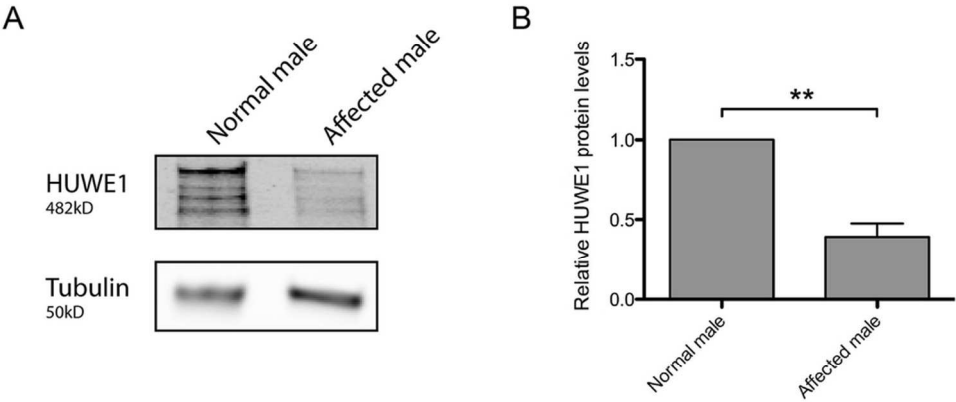 A
Normal male
Affected male
HUWE1
482kD
Tubulin
50kD
B
Relative HUWE1 protein levels
1.5
1.0
0.5
0.0
**
Normal male
Affected male